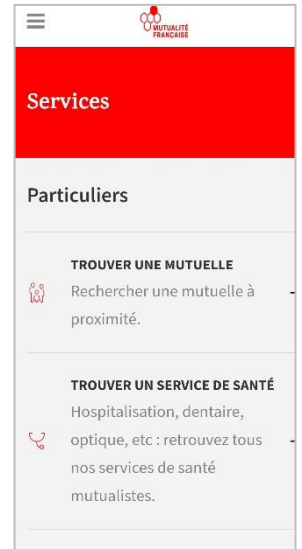 MUTUALITÉ
FRANÇAISE
Services
Particuliers
TROUVER UNE MUTUELLE
Rechercher une mutuelle à
proximité.
TROUVER UN SERVICE DE SANTÉ
Hospitalisation, dentaire,
optique, etc : retrouvez tous
nos services de santé
mutualistes.